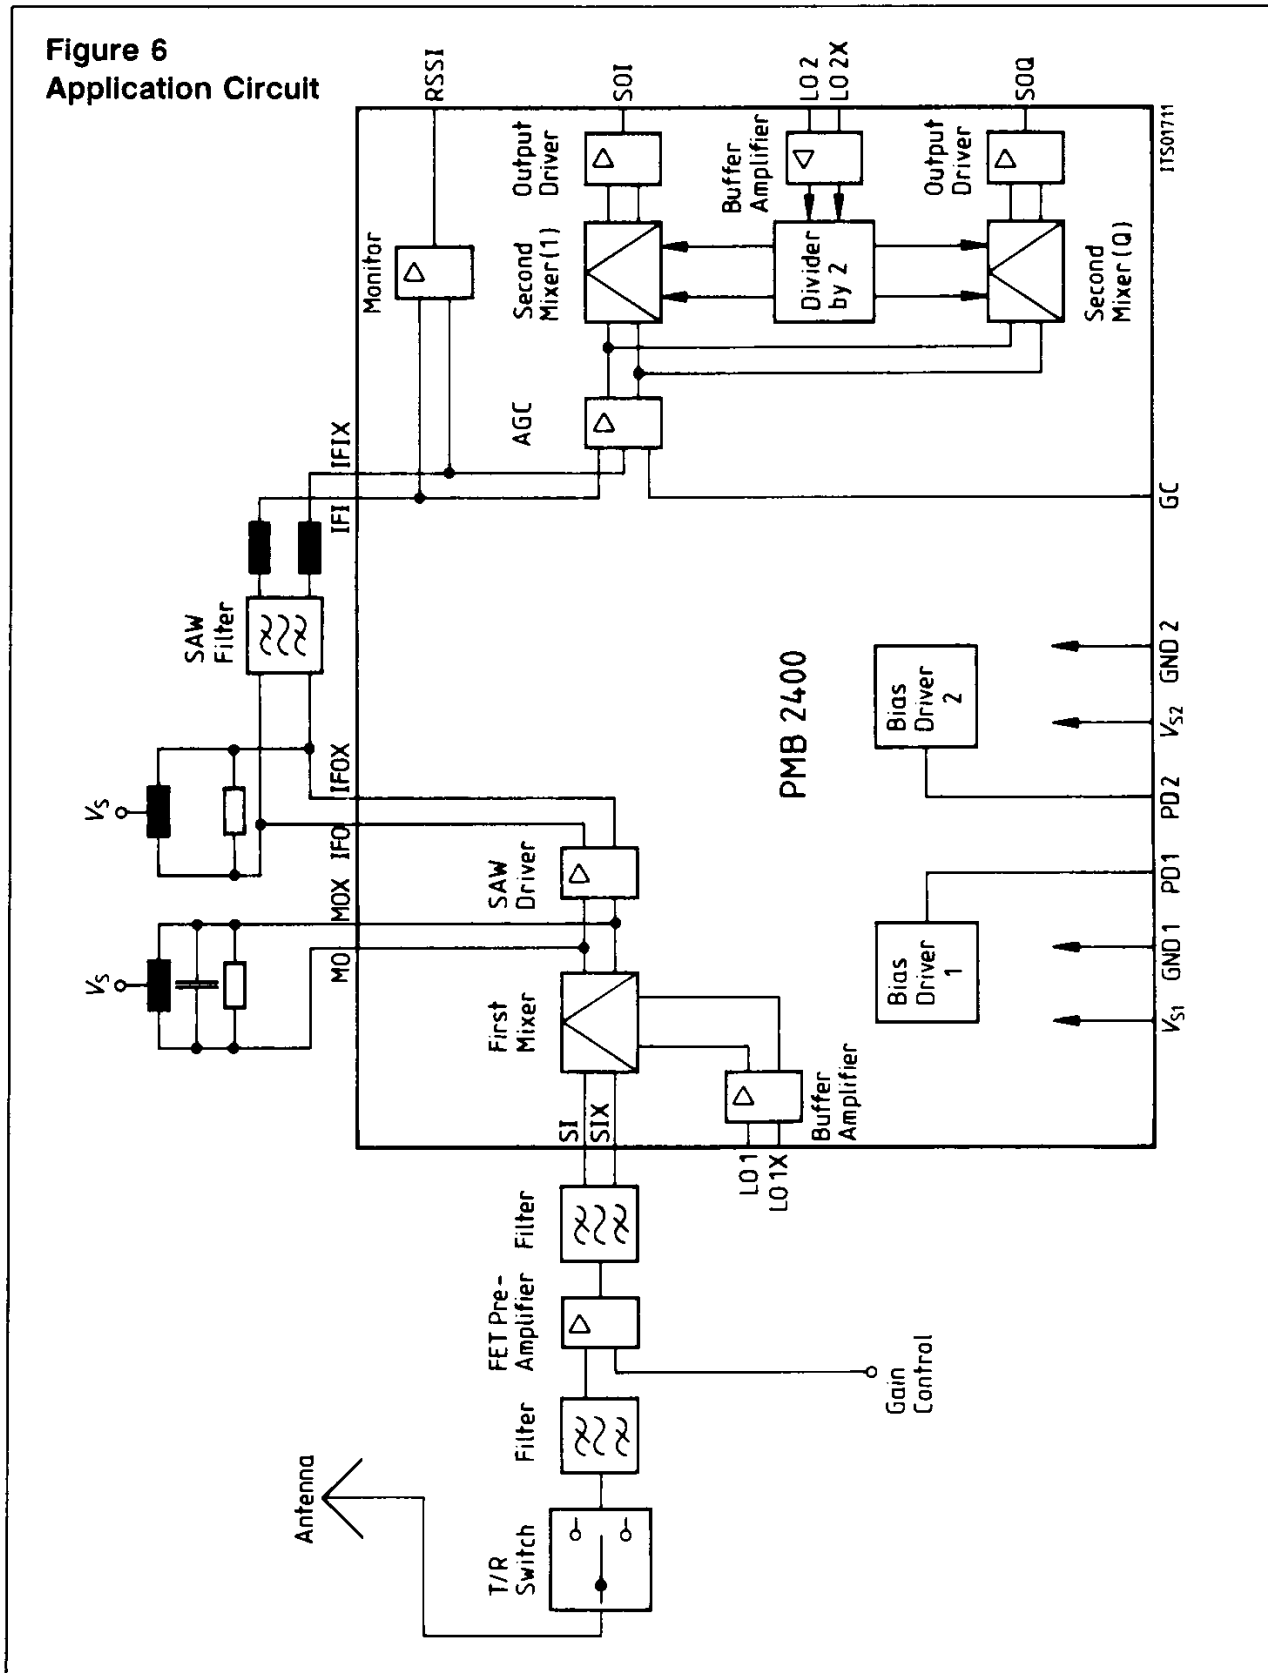 Figure 6
Application Circuit
Antenna
T/R
Switch
Filter
FET Pre-
Amplifier
Gain
Control
Filter
SI
SIX
LO 1
LO 1X
Buffer
Amplifier
First
Mixer
MO
MOX
VS
SAW
Driver
IFO
IFOX
VS
SAW
Filter
IFI
IFIX
AGC
Monitor
RSSI
Second
Mixer(1)
Output
Driver
SOI
Divider
by 2
Buffer
Amplifier
LO 2
LO 2X
Second
Mixer(Q)
Output
Driver
SOQ
PMB 2400
Bias
Driver
1
Bias
Driver
2
VS1
GND 1
PD1
PD2
VS2
GND 2
GC
ITS01711